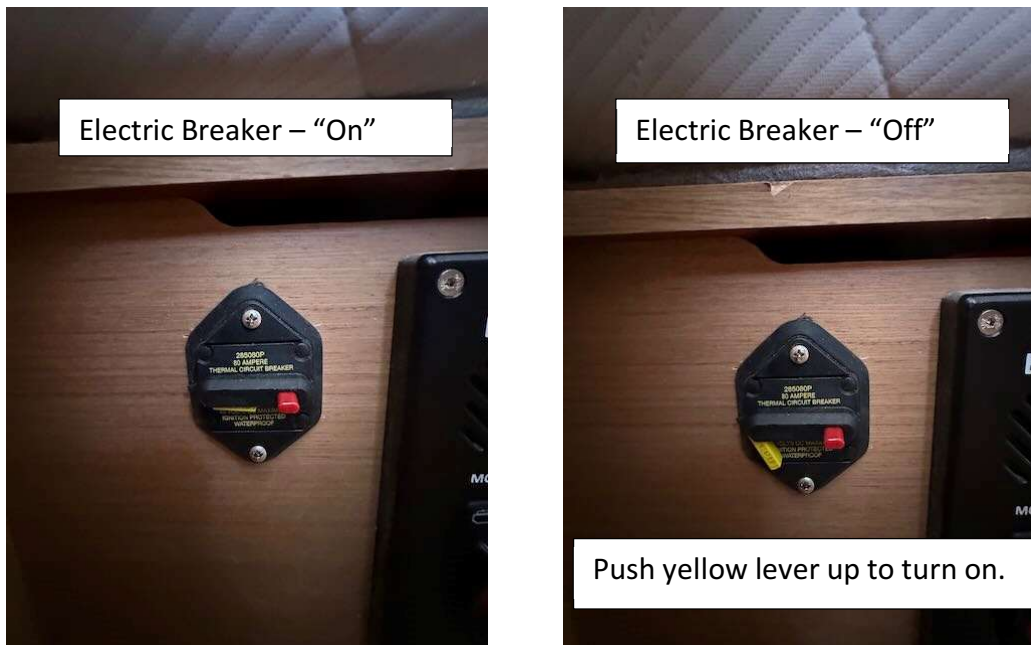 Electric Breaker – “On”
285080P
80 AMPERE
THERMAL CIRCUIT BREAKER
IGNITION PROTECTED
WATERPROOF
Electric Breaker – “Off”
285080P
80 AMPERE
THERMAL CIRCUIT BREAKER
WATERPROOF
Push yellow lever up to turn on.